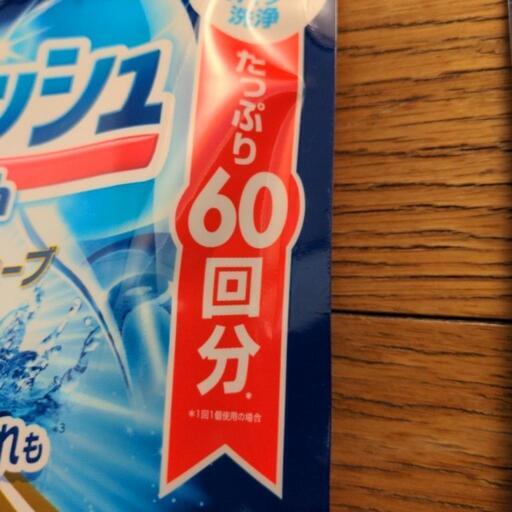 洗浄
ッシュ
ーブ
れも
※3
たっぷり
60
回分※
※1回1個使用の場合